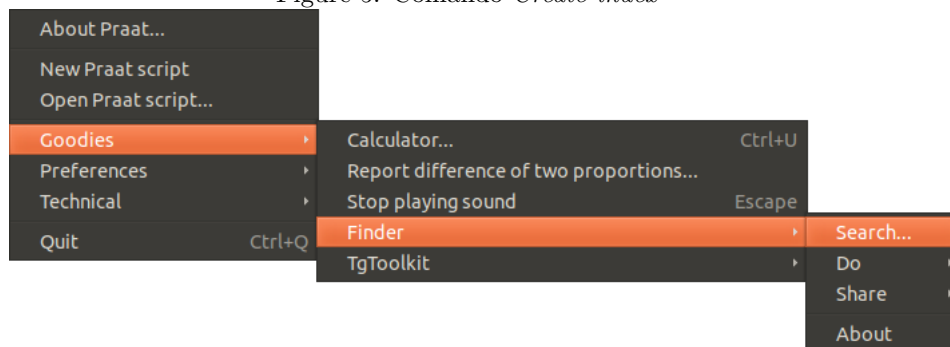 About Praat...
New Praat script
Open Praat script...
Goodies
Preferences
Technical
Quit Ctrl+Q
Calculator... Ctrl+U
Report difference of two proportions...
Stop playing sound Escape
Finder
TgToolkit
Search...
Do
Share
About